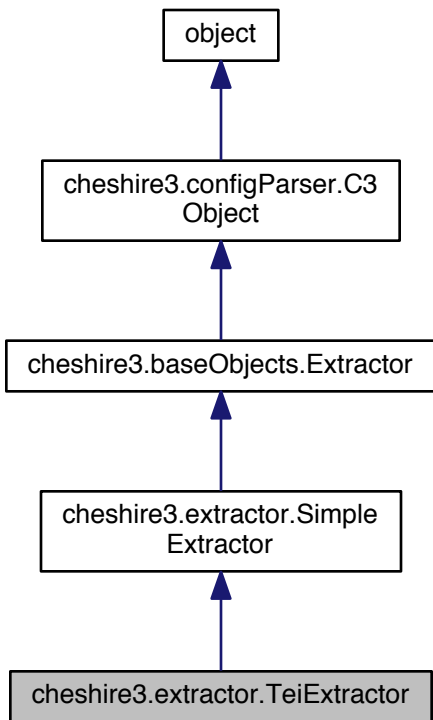 object
cheshire3.configParser.C3
Object
cheshire3.baseObjects.Extractor
cheshire3.extractor.Simple
Extractor
cheshire3.extractor.TeiExtractor